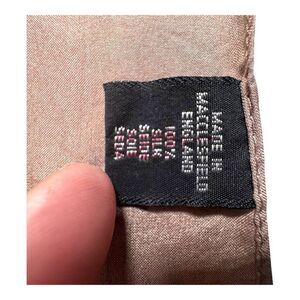 MADE IN
MACCLESFIELD
ENGLAND
100%
SILK
SEIDE
SOIE
SEDA